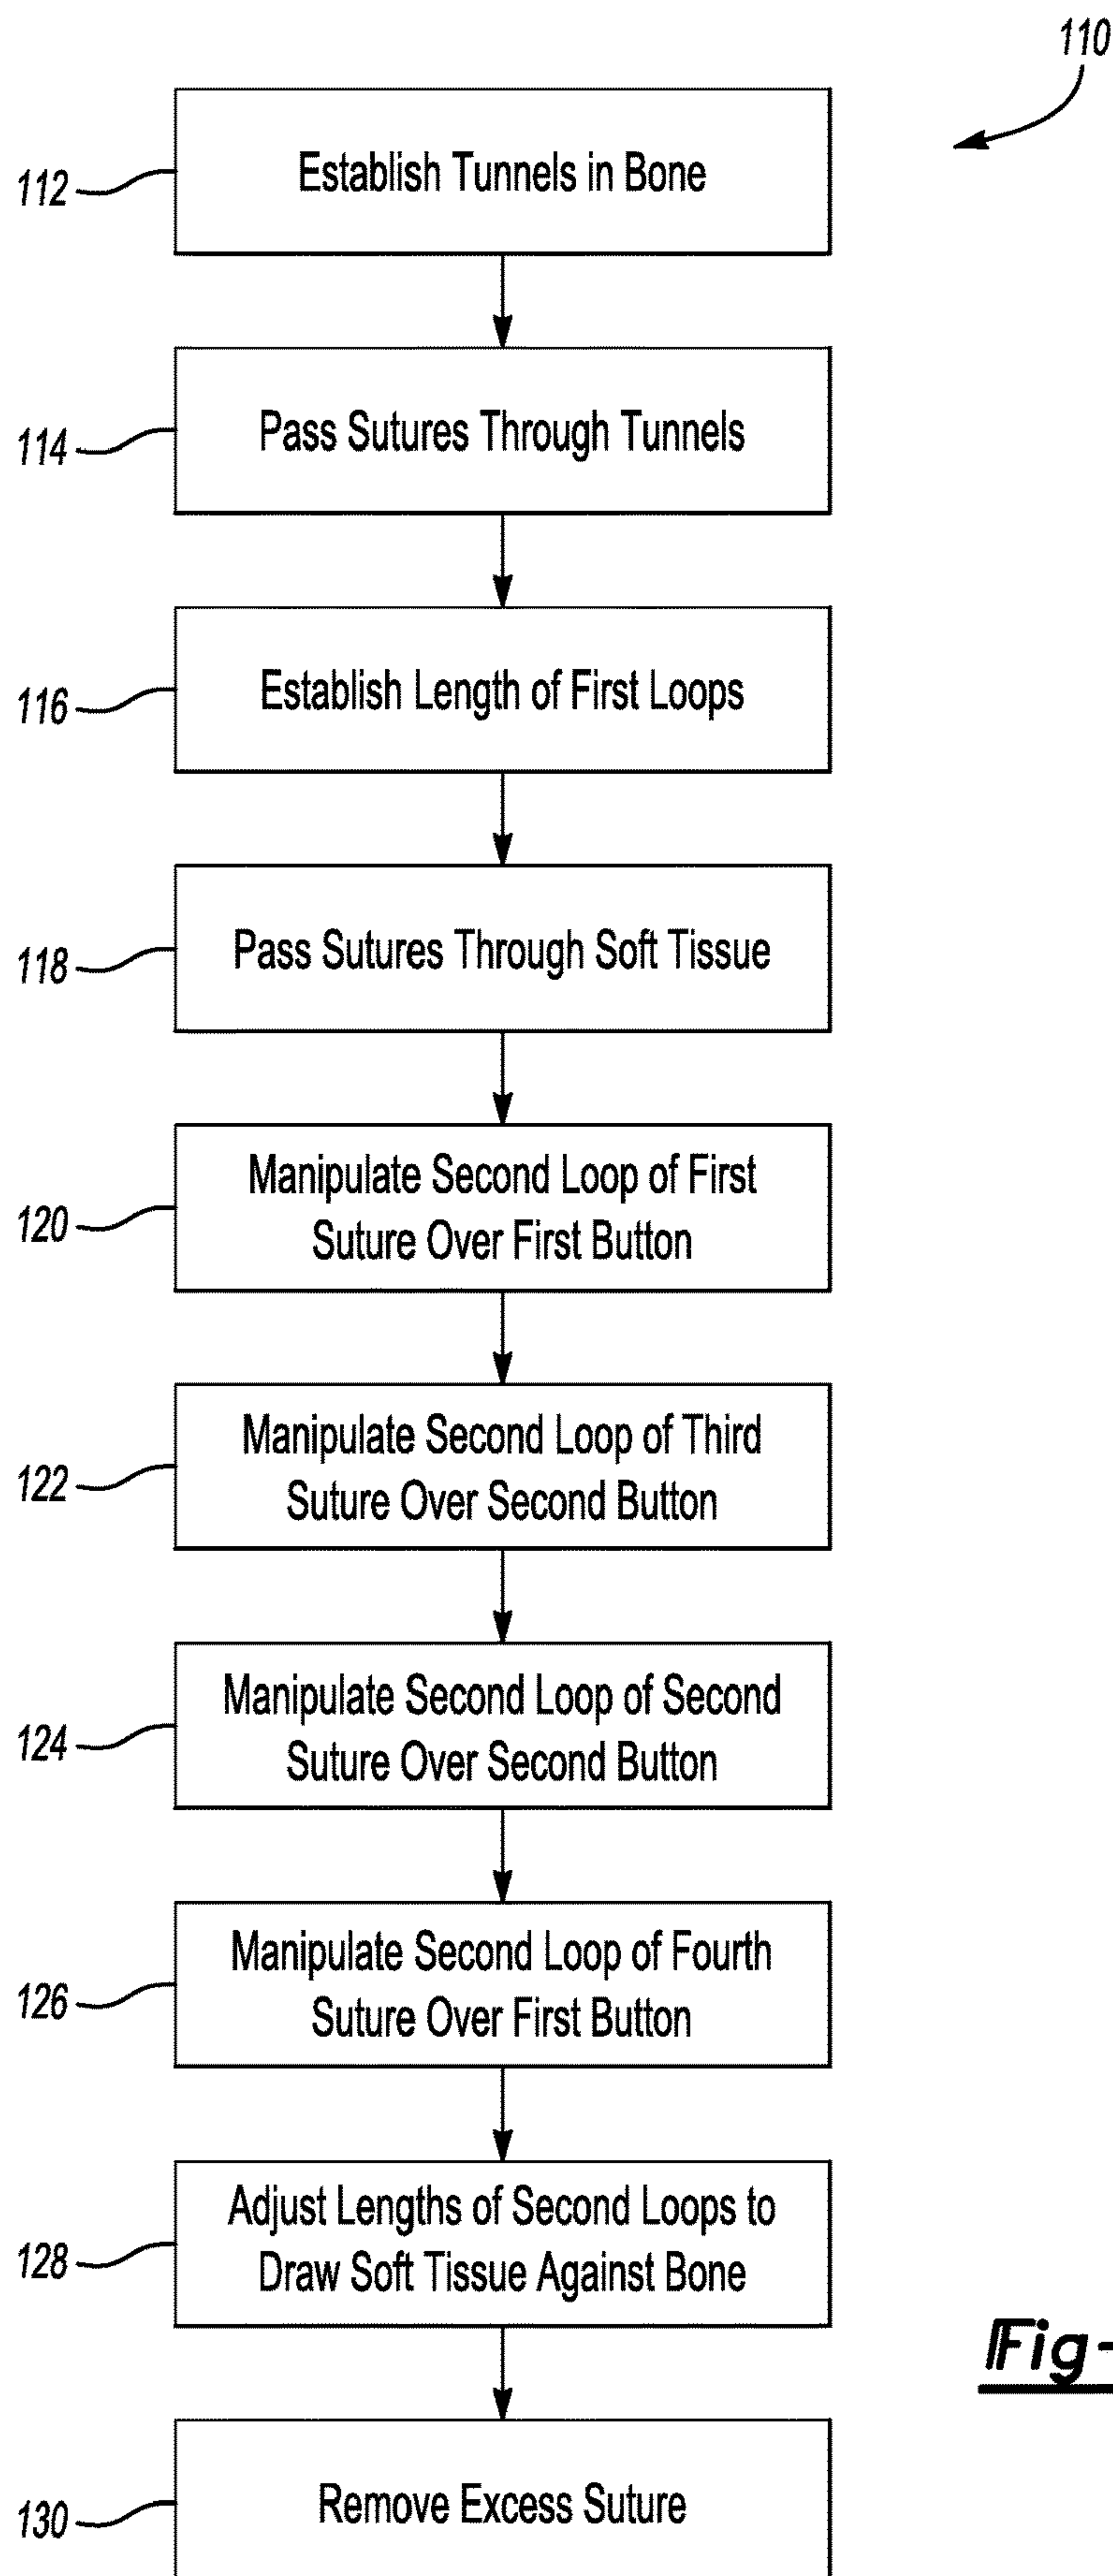 110
112
Establish Tunnels in Bone
114
Pass Sutures Through Tunnels
116
Establish Length of First Loops
118
Pass Sutures Through Soft Tissue
120
Manipulate Second Loop of First
Suture Over First Button
122
Manipulate Second Loop of Third
Suture Over Second Button
124
Manipulate Second Loop of Second
Suture Over Second Button
126
Manipulate Second Loop of Fourth
Suture Over First Button
128
Adjust Lengths of Second Loops to
Draw Soft Tissue Against Bone
Fig-
130
Remove Excess Suture